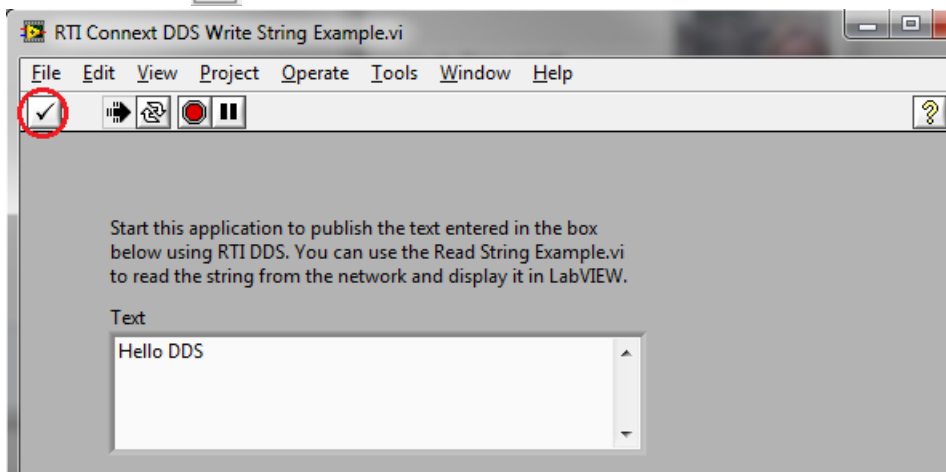 RTI Connext DDS Write String Example.vi
File Edit View Project Operate Tools Window Help
?
Start this application to publish the text entered in the box
below using RTI DDS. You can use the Read String Example.vi
to read the string from the network and display it in LabVIEW.
Text
Hello DDS